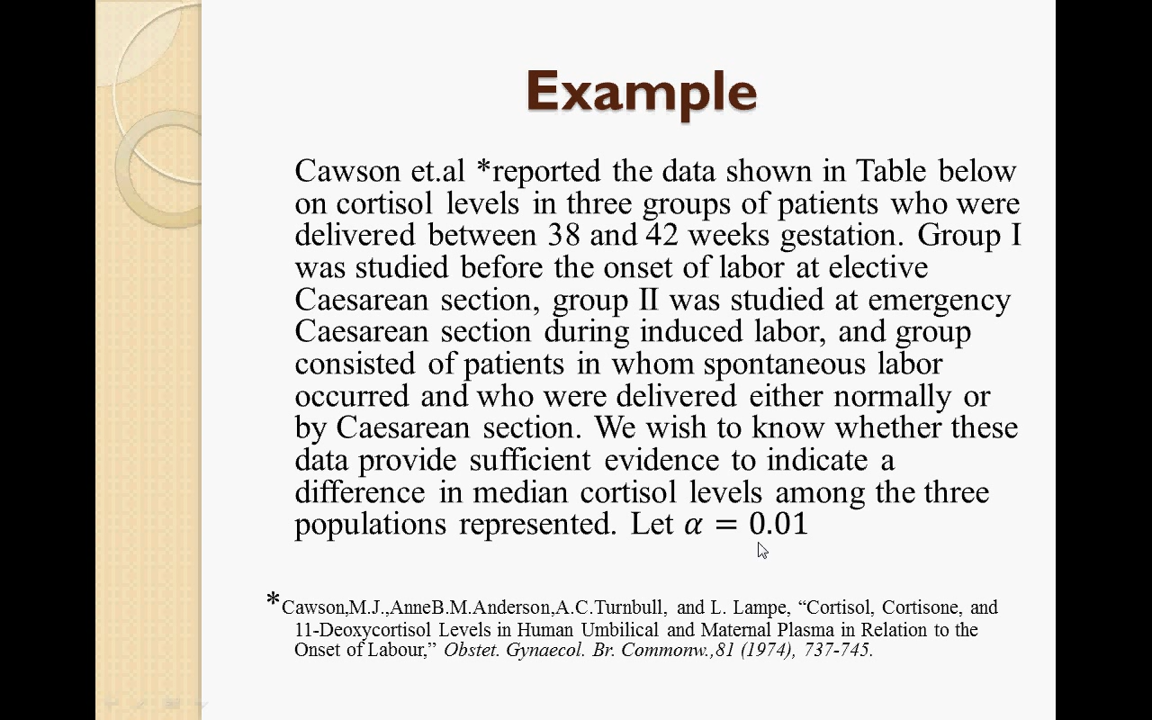 Example
Cawson et.al *reported the data shown in Table below
on cortisol levels in three groups of patients who were
delivered between 38 and 42 weeks gestation. Group I
was studied before the onset of labor at elective
Caesarean section, group II was studied at emergency
Caesarean section during induced labor, and group
consisted of patients in whom spontaneous labor
occurred and who were delivered either normally or
by Caesarean section. We wish to know whether these
data provide sufficient evidence to indicate a
difference in median cortisol levels among the three
populations represented. Let α = 0.01
*Cawson,M.J.,AnneB.M.Anderson,A.C.Turnbull, and L. Lampe, “Cortisol, Cortisone, and
11-Deoxycortisol Levels in Human Umbilical and Maternal Plasma in Relation to the
Onset of Labour,” Obstet. Gynaecol. Br. Commonw.,81 (1974), 737-745.